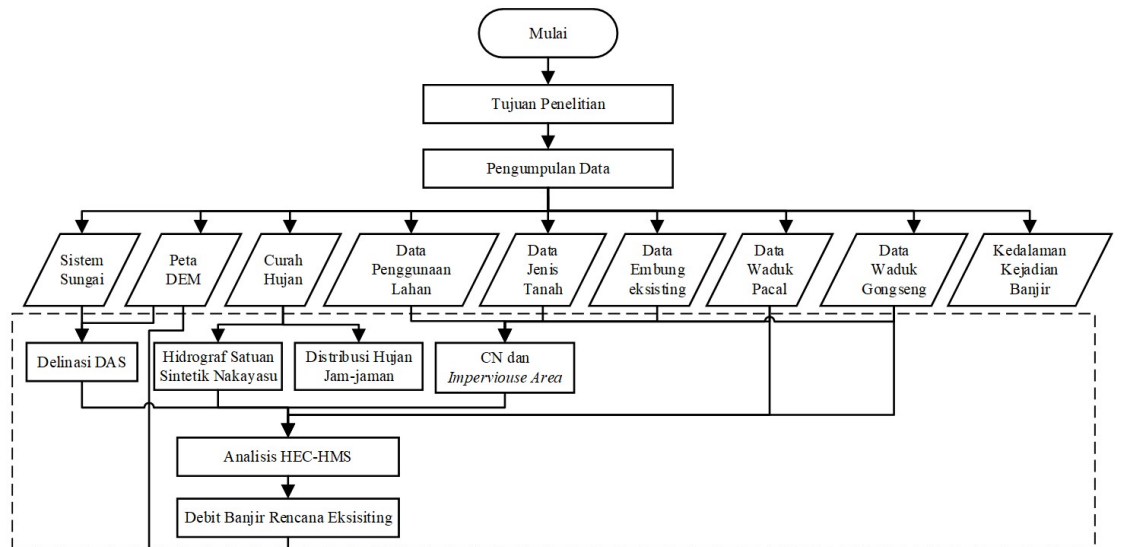 Mulai
Tujuan Penelitian
Pengumpulan Data
Sistem
Sungai
Peta
DEM
Curah
Hujan
Data
Penggunaan
Lahan
Data
Jenis
Tanah
Data
Embung
eksisting
Data
Waduk
Pacal
Data
Waduk
Gongseng
Kedalaman
Kejadian
Banjir
Delinasi DAS
Hidrograf Satuan
Sintetik Nakayasu
Distribusi Hujan
Jam-jaman
CN dan
Imperviouse Area
Analisis HEC-HMS
Debit Banjir Rencana Eksisiting